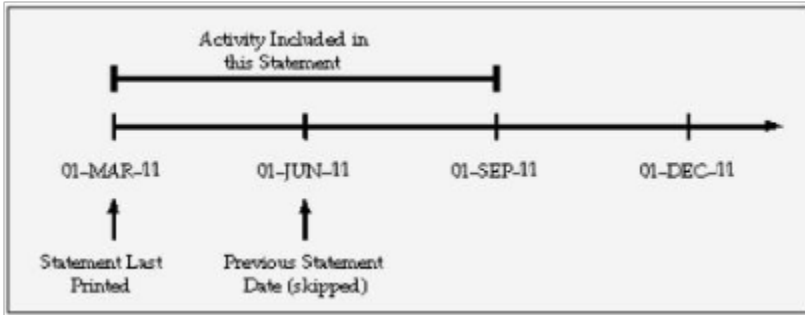 Activity Included in
this Statement
01-MAR-11
01-JUN-11
01-SEP-11
01-DEC-11
Statement Last
Printed
Previous Statement
Date (skipped)